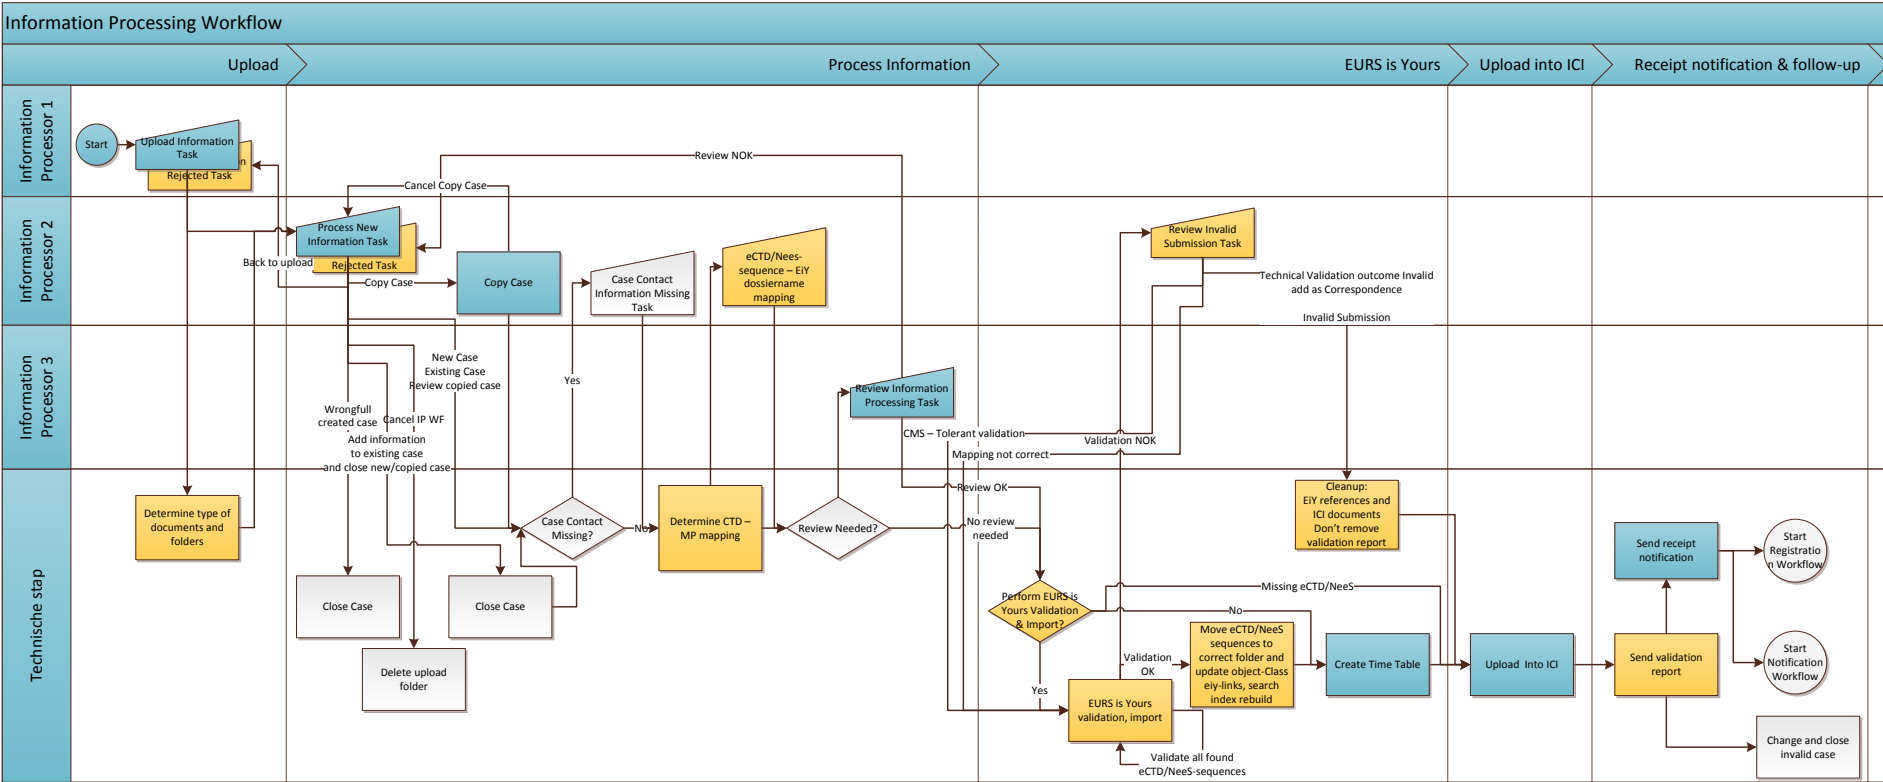 Information Processing Workflow
Upload
Process Information
EURS is Yours
Upload into ICI
Receipt notification & follow-up
Information
Processor 1
Start
Upload Information
Task
n
Rejected Task
Review NOK
Cancel Copy Case
Information
Processor 2
Process New
Information Task
Rejected Task
Back to upload
Copy Case
Copy Case
Case Contact
Information Missing
Task
eCTD/Nees-
sequence – EiY
dossiername
mapping
Review Invalid
Submission Task
Technical Validation outcome Invalid
add as Correspondence
Invalid Submission
Information
Processor 3
New Case
Existing Case
Review copied case
Yes
Wrongfull
created case
Cancel IP WF
Add information
to existing case
and close new/copied case
Review Information
Processing Task
CMS – Tolerant validation
Validation NOK
Mapping not correct
Technische stap
Determine type of
documents and
folders
Close Case
Close Case
Delete upload
folder
Case Contact
Missing?
No
Determine CTD –
MP mapping
Review Needed?
Review OK
No review
needed
Perform EURS is
Yours Validation
& Import?
Missing eCTD/NeeS
No
Yes
Validation
OK
EURS is Yours
validation, import
Validate all found
eCTD/NeeS-sequences
Move eCTD/NeeS
sequences to
correct folder and
update object-Class
eiy-links, search
index rebuild
Cleanup:
EiY references and
ICI documents
Don't remove
validation report
Create Time Table
Upload Into ICI
Send receipt
notification
Send validation
report
Start
Registratio
n Workflow
Start
Notification
Workflow
Change and close
invalid case